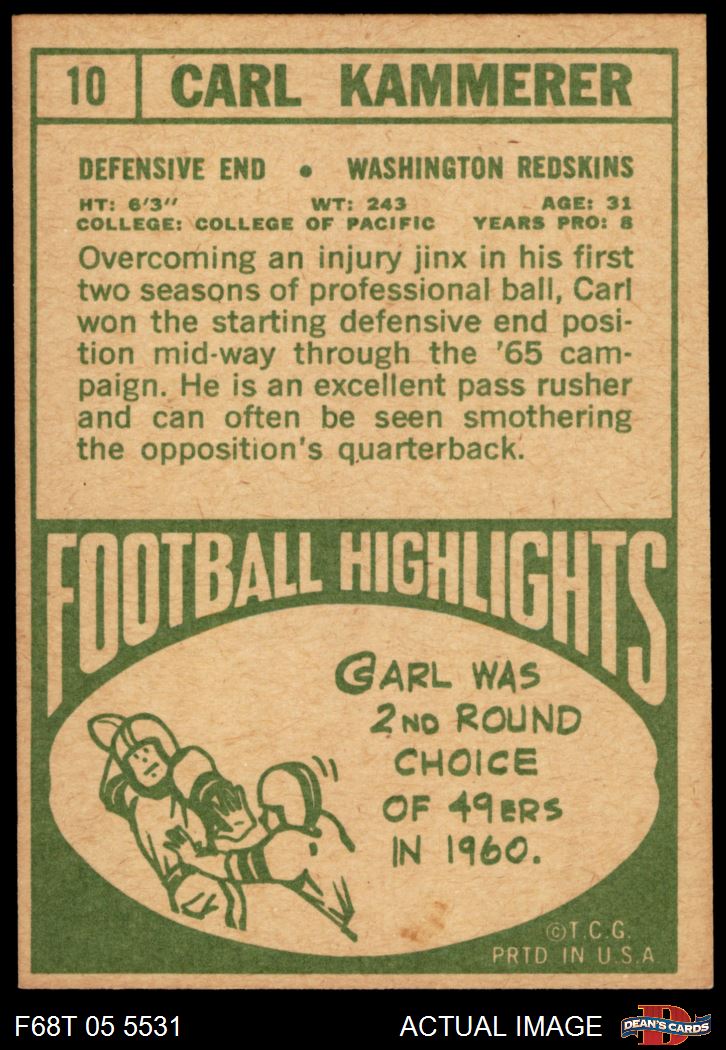 10 CARL KAMMERER
DEFENSIVE END • WASHINGTON REDSKINS
HT: 6'3" WT: 243 AGE: 31
COLLEGE: COLLEGE OF PACIFIC YEARS PRO: 8
Overcoming an injury jinx in his first
two seasons of professional ball, Carl
won the starting defensive end posi-
tion mid-way through the '65 cam-
paign. He is an excellent pass rusher
and can often be seen smothering
the opposition's quarterback.
FOOTBALL HIGHLIGHTS
CARL WAS
2ND ROUND
CHOICE
OF 49ERS
IN 1960.
©T.C.G.
PRTD IN U.S.A.
F68T 05 5531 ACTUAL IMAGE D DEAN'S CARDS